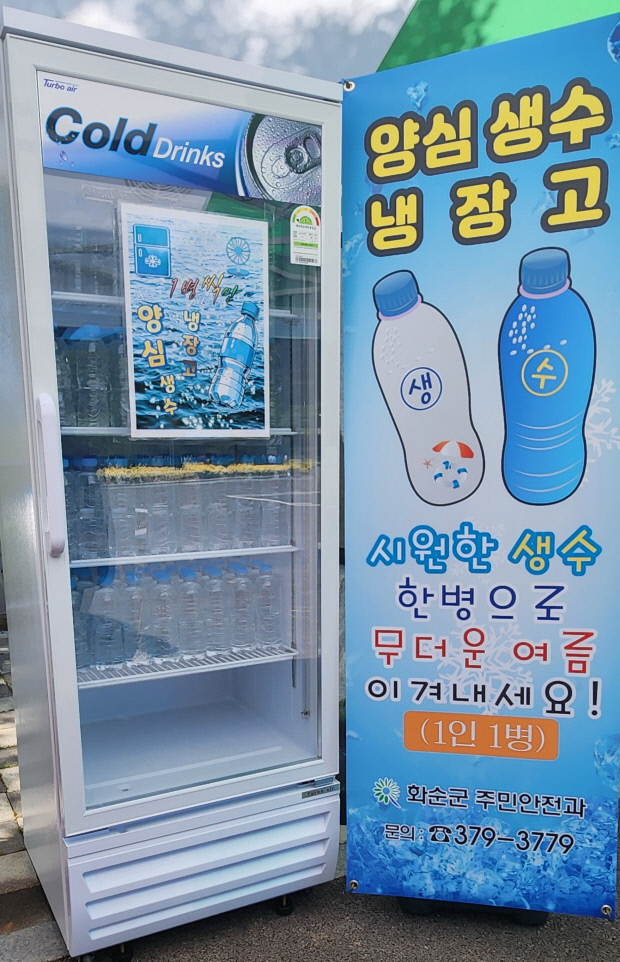 Turbo air
Cold Drinks
1병씩만
양심 냉장고
생수
양심 생수
냉장고
생
수
시원한 생수
한병으로
무더운 여름
이겨내세요!
(1인 1병)
화순군 주민안전과
문의: ☎379-3779
TURBO AIR